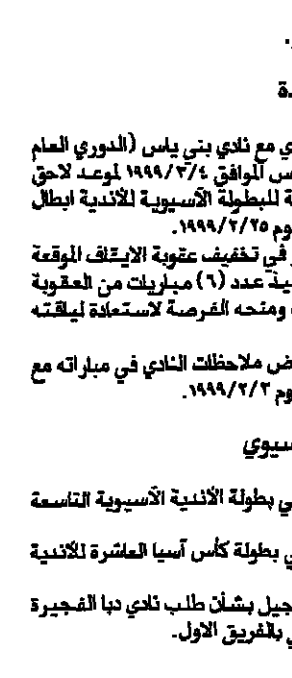 .
ة
ي مع نادي بني ياس (الدوري العام
س الموافق ١٩٩٩/٣/٤ لموعد لاحق
ة للبطولة الآسيوية للأندية ابطال
وم ١٩٩٩/٢/٢٥.
ر في تخفيف عقوبة الايقاف الموقعة
يذ عدد (٦) مباريات من العقوبة
ومنحه الفرصة لاستعادة لياقته
ض ملاحظات النادي في مباراته مع
وم ١٩٩٩/٢/٣.
سيوي
ي بطولة الأندية الآسيوية التاسعة
ي بطولة كأس آسيا العاشرة للأندية
جيل بشأن طلب نادي دبا الفجيرة
ي بالفريق الاول.